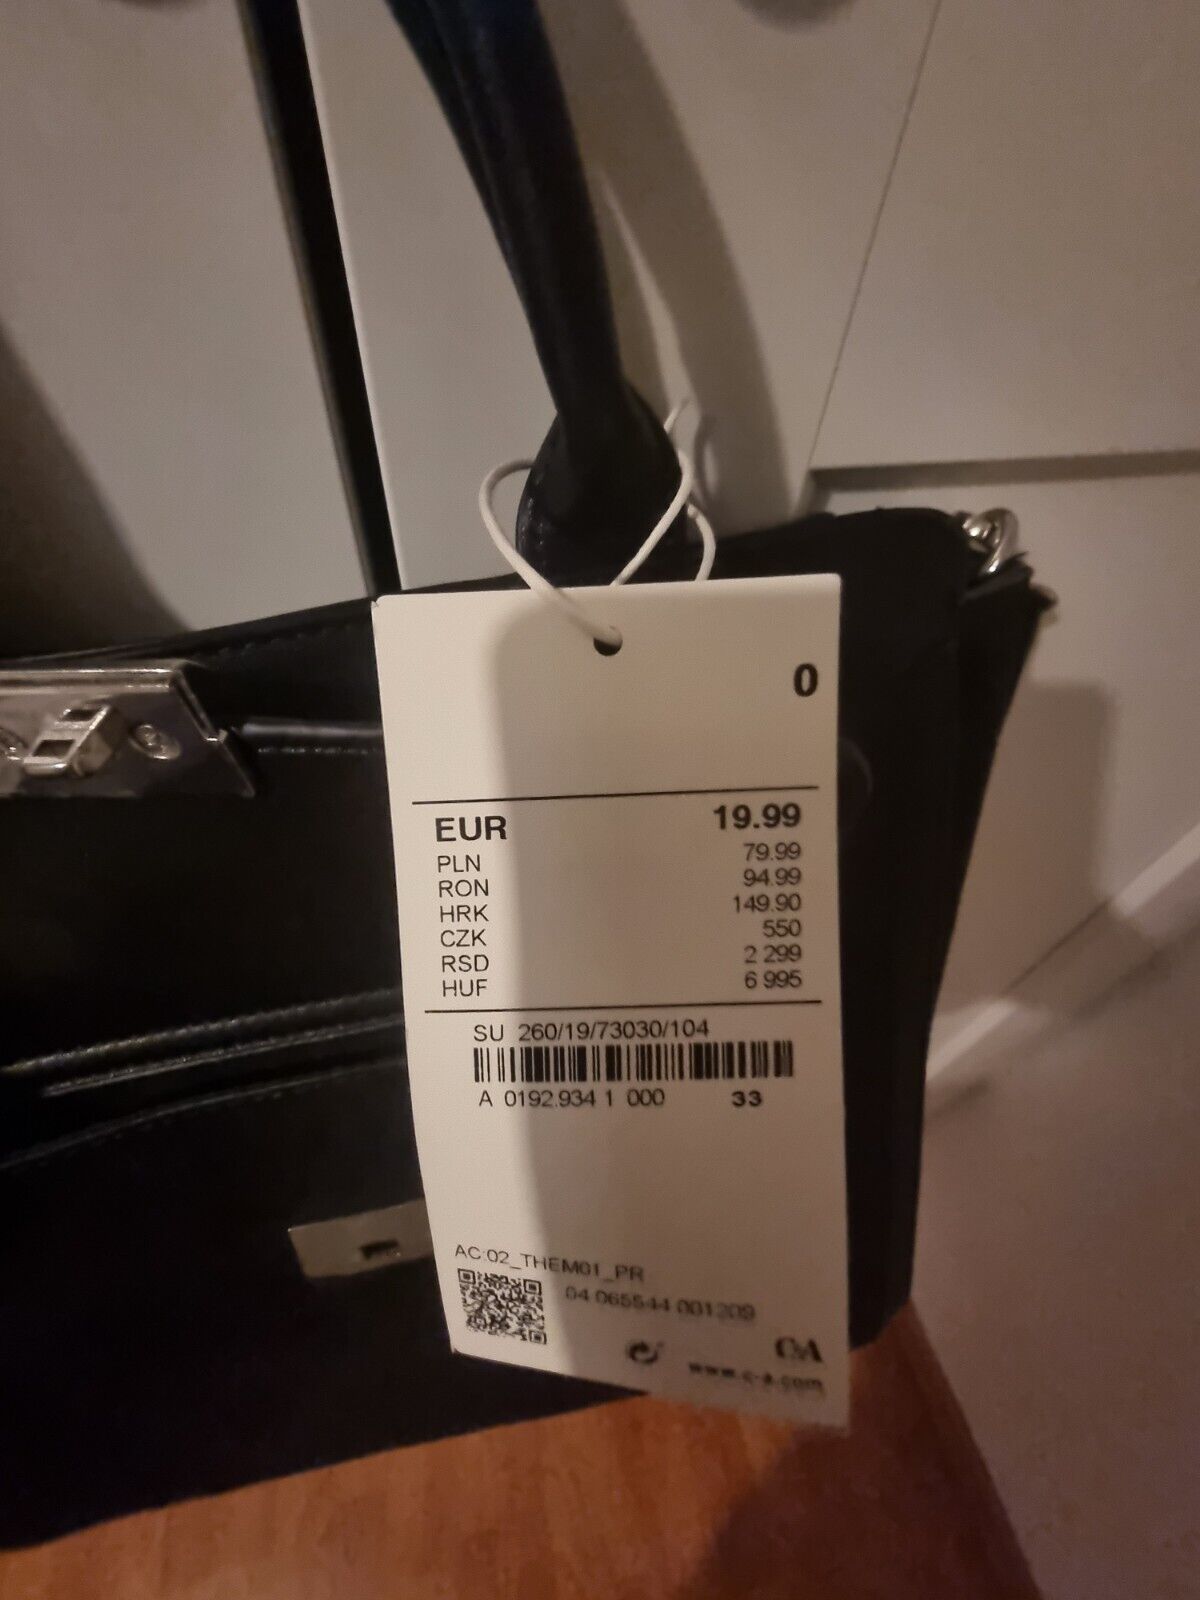 0
EUR 19.99
PLN 79.99
RON 94.99
HRK 149.90
CZK 550
RSD 2 299
HUF 6 995
SU 260/19/73030/104
A 0192.934 1 000 33
AC:02_THEM01_PR
04 065544 001209
C&A
www.c-a.com